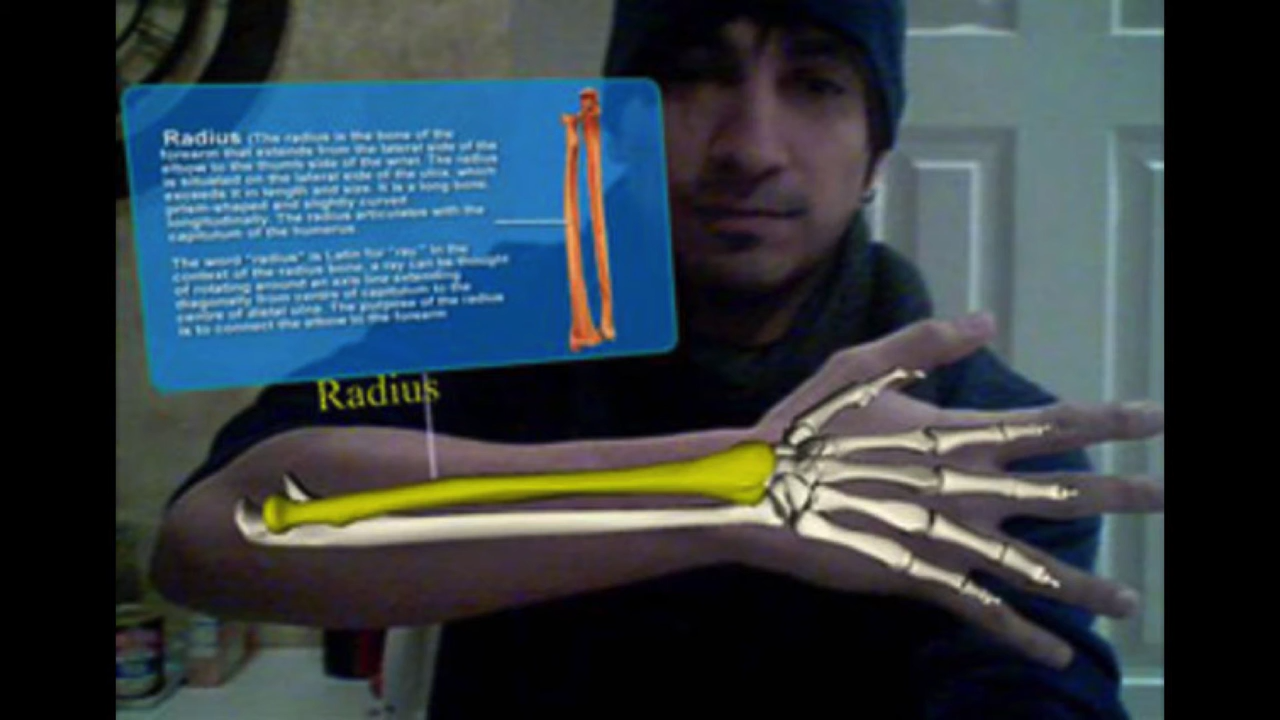 Radius (The radius is the bone of the
forearm that extends from the lateral side of the
elbow to the thumb side of the wrist. The radius
is situated on the lateral side of the ulna, which
exceeds it in length and size. It is a long bone,
prism-shaped and slightly curved
longitudinally. The radius articulates with the
capitulum of the humerus
The word "radius" is Latin for "ray." In the
context of the radius bone, a ray can be thought
of rotating around an axis line extending
diagonally from centre of capitulum to the
centre of distal ulna. The purpose of the radius
is to connect the elbow to the forearm
Radius